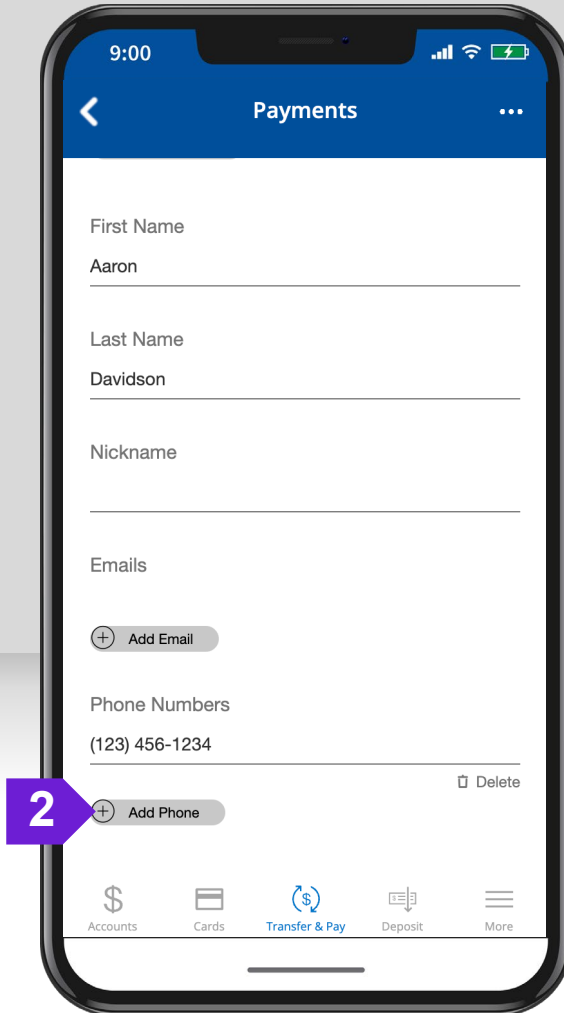 9:00
Payments
First Name
Aaron
Last Name
Davidson
Nickname
Emails
Add Email
Phone Numbers
(123) 456-1234
Delete
2
Add Phone
Accounts Cards Transfer & Pay Deposit More